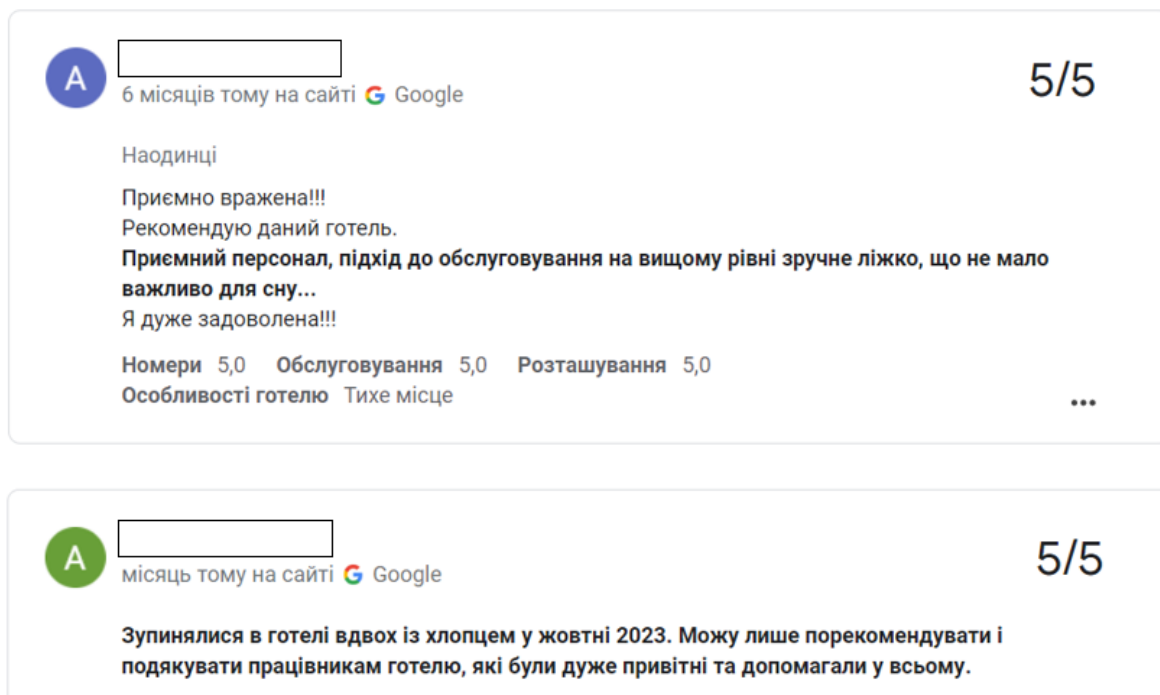 A
6 місяців тому на сайті Google
5/5
Наодинці
Приємно вражена!!!
Рекомендую даний готель.
Приємний персонал, підхід до обслуговування на вищому рівні зручне ліжко, що не мало
важливо для сну...
Я дуже задоволена!!!
Номери 5,0 Обслуговування 5,0 Розташування 5,0
Особливості готелю Тихе місце
A
місяць тому на сайті Google
5/5
Зупинялися в готелі вдвох із хлопцем у жовтні 2023. Можу лише порекомендувати і
подякувати працівникам готелю, які були дуже привітні та допомагали у всьому.